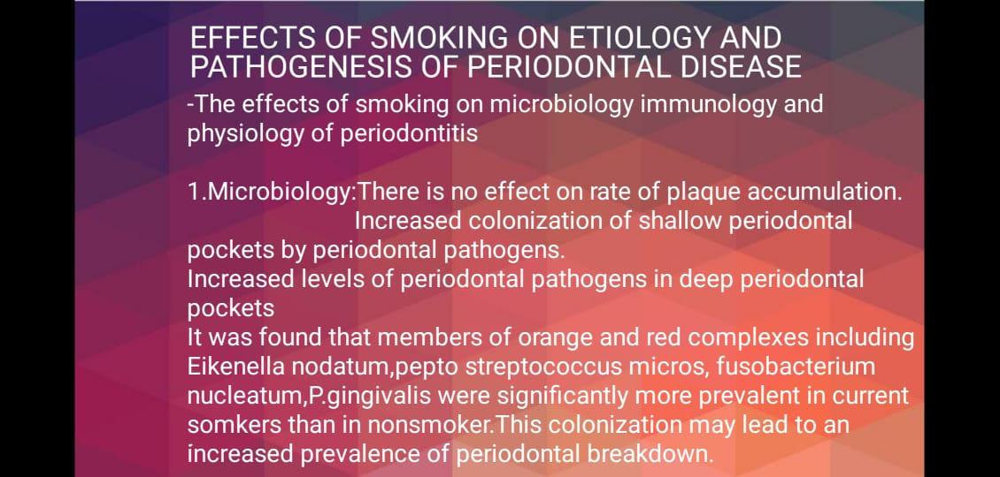 EFFECTS OF SMOKING ON ETIOLOGY AND
PATHOGENESIS OF PERIODONTAL DISEASE
-The effects of smoking on microbiology immunology and
physiology of periodontitis
1.Microbiology:There is no effect on rate of plaque accumulation.
Increased colonization of shallow periodontal
pockets by periodontal pathogens.
Increased levels of periodontal pathogens in deep periodontal
pockets
It was found that members of orange and red complexes including
Eikenella nodatum,pepto streptococcus micros, fusobacterium
nucleatum,P.gingivalis were significantly more prevalent in current
somkers than in nonsmoker.This colonization may lead to an
increased prevalence of periodontal breakdown.